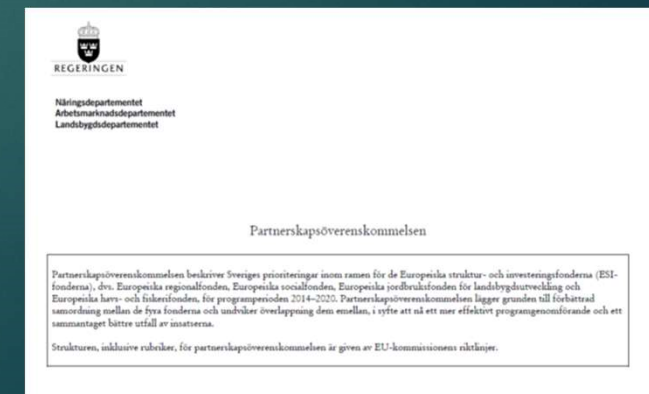 REGERINGEN
Näringsdepartementet
Arbetsmarknadsdepartementet
Landsbygdsdepartementet
Partnerskapsöverenskommelsen
Partnerskapsöverenskommelsen beskriver Sveriges prioriteringar inom ramen för de Europeiska struktur- och investeringsfonderna (ESI-
fonderna), dvs. Europeiska regionalfonden, Europeiska socialfonden, Europeiska jordbruksfonden för landsbygdsutveckling och
Europeiska havs- och fiskerifonden, för programperioden 2014–2020. Partnerskapsöverenskommelsen lägger grunden till förbättrad
samordning mellan de fyra fonderna och undviker överlappning dem emellan, i syfte att nå ett mer effektivt programgenomförande och ett
sammantaget bättre utfall av insatserna.
Strukturen, inklusive rubriker, för partnerskapsöverenskommelsen är given av EU-kommissionens riktlinjer.